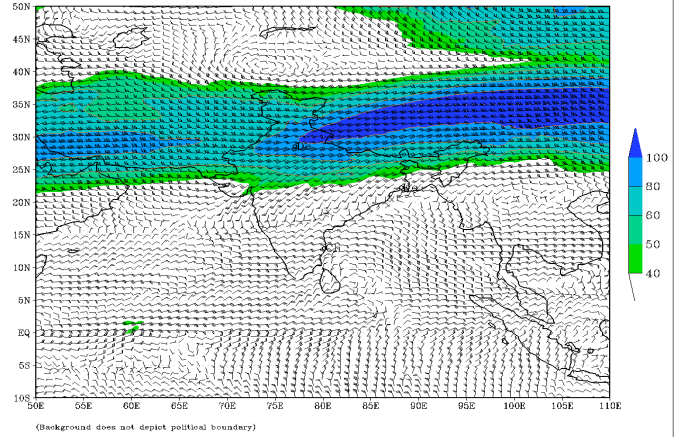 50N
45N
40N
35N
30N
25N
20N
15N
10N
5N
EQ
5S
10S
50E 55E 60E 65E 70E 75E 80E 85E 90E 95E 100E 105E 110E
100
80
60
50
40
(Background does not depict political boundary)